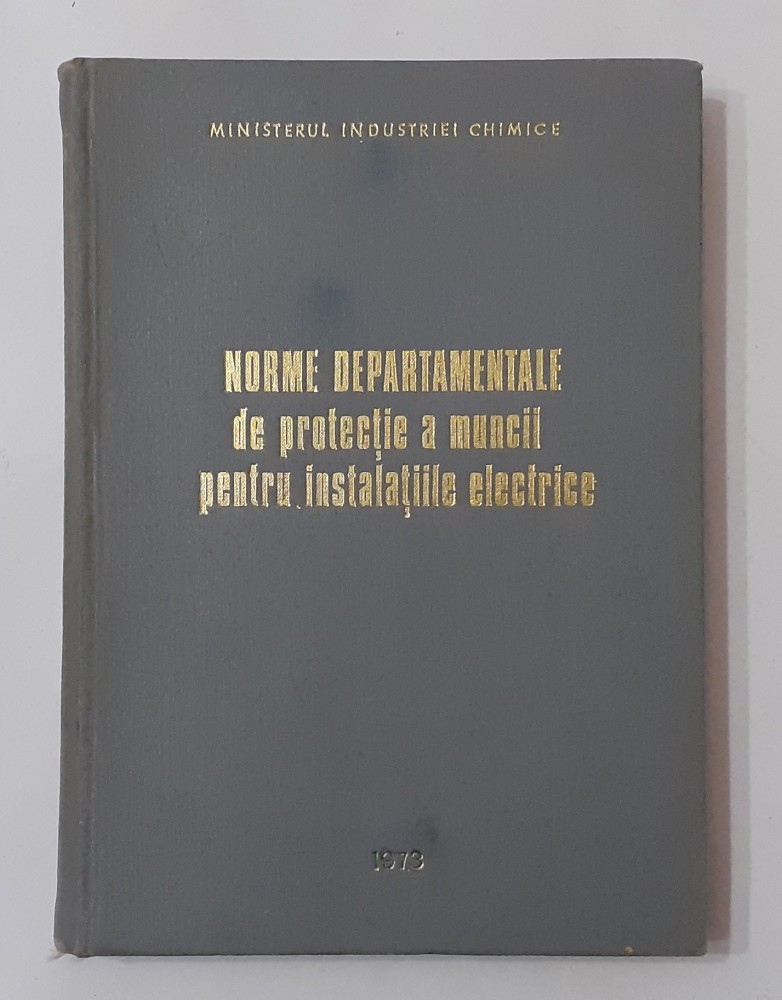 MINISTERUL INDUSTRIEI CHIMICE
NORME DEPARTAMENTALE
de protecție a muncii
pentru instalațiile electrice
1973